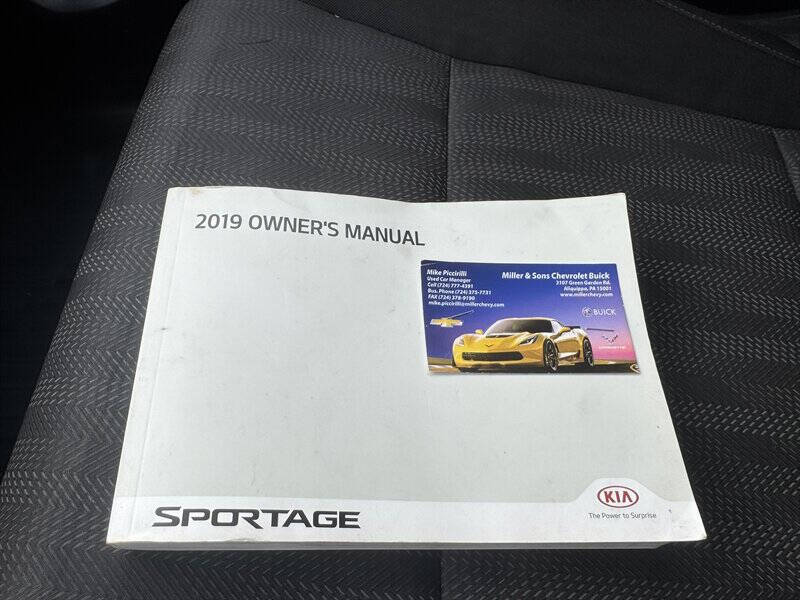 2019 OWNER'S MANUAL
Mike Piccirilli
Used Car Manager
Cell (724) 777-4391
Bus. Phone (724) 375-7731
FAX (724) 378-9190
mike.piccirilli@millerchevy.com
Miller & Sons Chevrolet Buick
3107 Green Garden Rd.
Aliquippa, PA 15001
www.millerchevy.com
BUICK
CORVETTE
SPORTAGE
KIA
The Power to Surprise